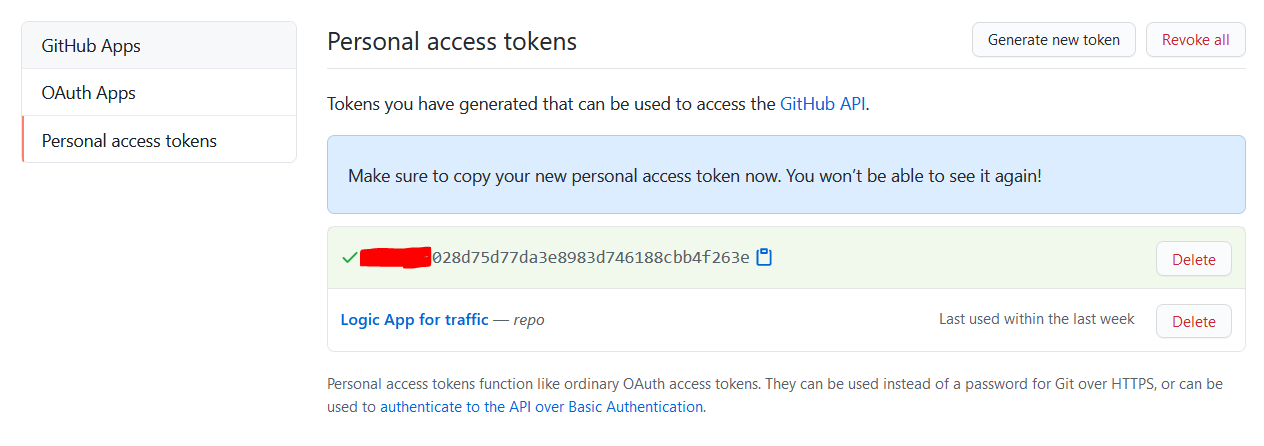 GitHub Apps
OAuth Apps
Personal access tokens
Personal access tokens
Generate new token
Revoke all
Tokens you have generated that can be used to access the GitHub API.
Make sure to copy your new personal access token now. You won’t be able to see it again!
028d75d77da3e8983d746188cbb4f263e
Delete
Logic App for traffic — repo
Last used within the last week
Delete
Personal access tokens function like ordinary OAuth access tokens. They can be used instead of a password for Git over HTTPS, or can be
used to authenticate to the API over Basic Authentication.